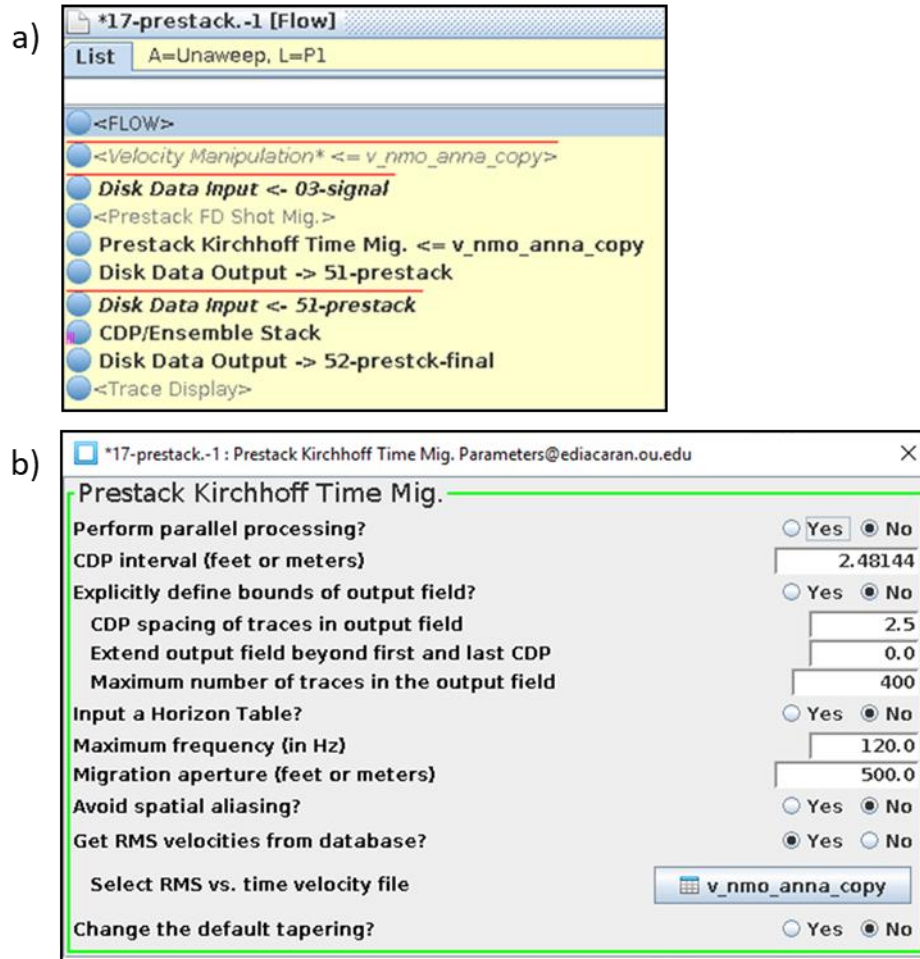 a)
*17-prestack.-1 [Flow]
List A=Unaweep, L=P1
<FLOW>
<Velocity Manipulation* <= v_nmo_anna_copy>
Disk Data Input <- 03-signal
<Prestack FD Shot Mig.>
Prestack Kirchhoff Time Mig. <= v_nmo_anna_copy
Disk Data Output -> 51-prestack
Disk Data Input <- 51-prestack
CDP/Ensemble Stack
Disk Data Output -> 52-prestck-final
<Trace Display>
b)
*17-prestack.-1 : Prestack Kirchhoff Time Mig. Parameters@ediacaran.ou.edu
Prestack Kirchhoff Time Mig.
Perform parallel processing? Yes No
CDP interval (feet or meters) 2.48144
Explicitly define bounds of output field? Yes No
CDP spacing of traces in output field 2.5
Extend output field beyond first and last CDP 0.0
Maximum number of traces in the output field 400
Input a Horizon Table? Yes No
Maximum frequency (in Hz) 120.0
Migration aperture (feet or meters) 500.0
Avoid spatial aliasing? Yes No
Get RMS velocities from database? Yes No
Select RMS vs. time velocity file v_nmo_anna_copy
Change the default tapering? Yes No